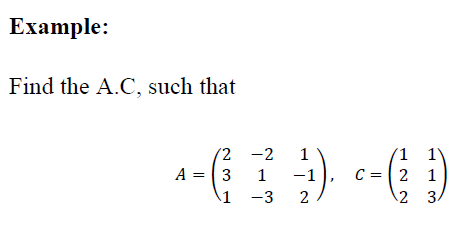 Example:
Find the A.C, such that
A = (2 −2 1
3 1 −1
1 −3 2), C = (1 1
2 1
2 3)